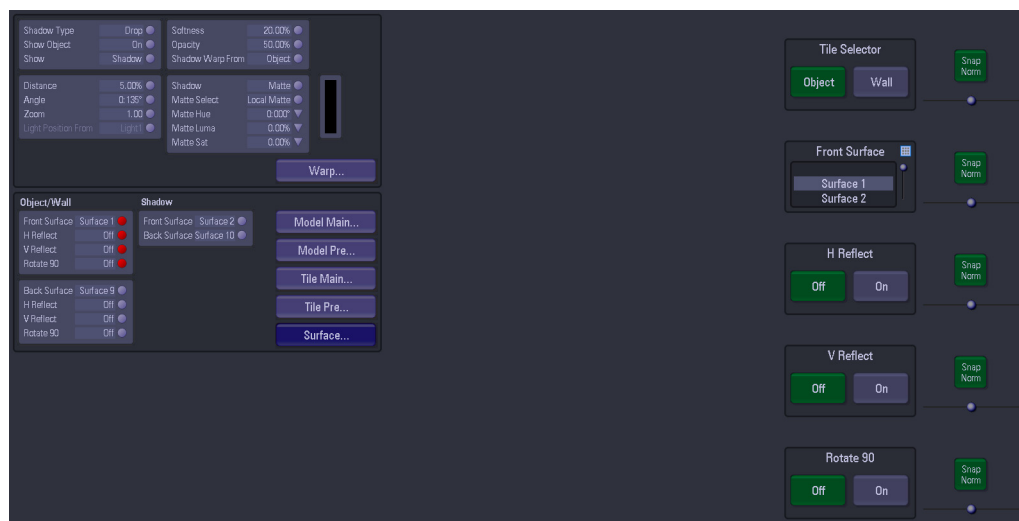 Shadow Type Drop
Show Object On
Show Shadow
Softness 20.00%
Opacity 50.00%
Shadow Warp From Object
Distance 5.00%
Angle 0:135°
Zoom 1.00
Light Position From Light1
Shadow Matte
Matte Select Local Matte
Matte Hue 0:000°
Matte Luma 0.00%
Matte Sat 0.00%
Warp...
Object/Wall
Front Surface Surface 1
H Reflect Off
V Reflect Off
Rotate 90 Off
Back Surface Surface 9
H Reflect Off
V Reflect Off
Rotate 90 Off
Shadow
Front Surface Surface 2
Back Surface Surface 10
Model Main...
Model Pre...
Tile Main...
Tile Pre...
Surface...
Tile Selector
Object Wall
Snap
Norm
Front Surface
Surface 1
Surface 2
Snap
Norm
H Reflect
Off On
Snap
Norm
V Reflect
Off On
Snap
Norm
Rotate 90
Off On
Snap
Norm